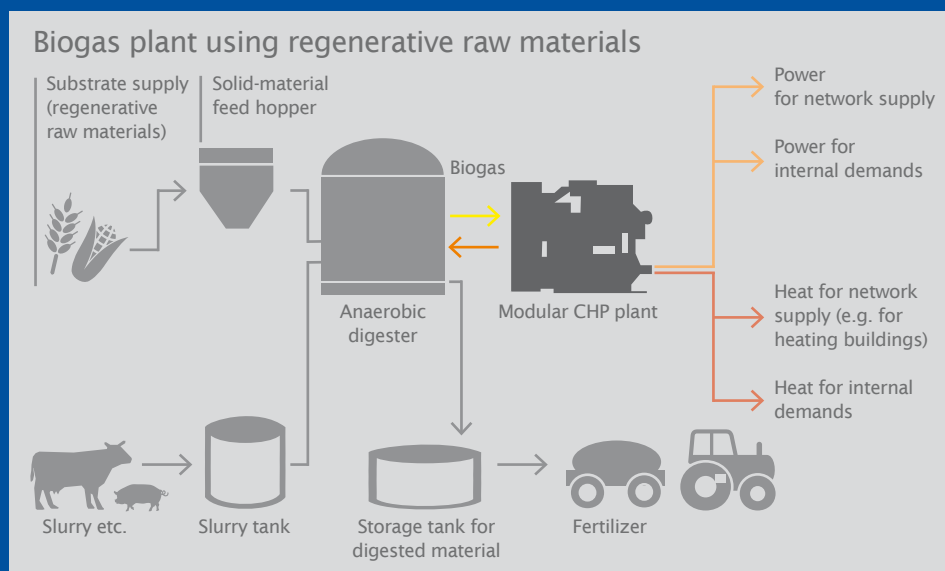 Biogas plant using regenerative raw materials
Substrate supply
(regenerative
raw materials)
Solid-material
feed hopper
Biogas
Anaerobic
digester
Modular CHP plant
Power
for network supply
Power for
internal demands
Heat for network
supply (e.g. for
heating buildings)
Heat for internal
demands
Slurry etc.
Slurry tank
Storage tank for
digested material
Fertilizer